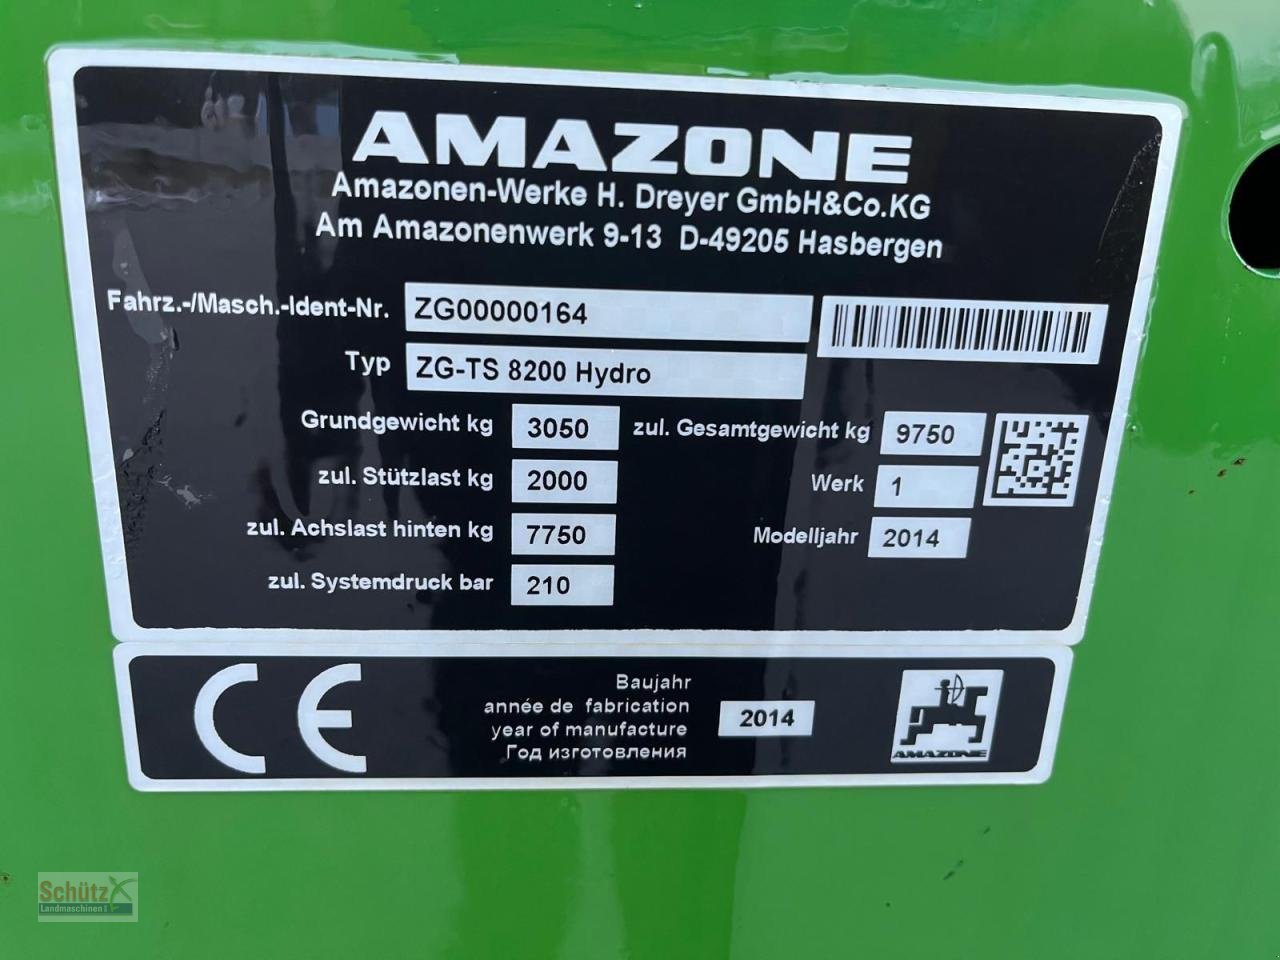 AMAZONE
Amazonen-Werke H. Dreyer GmbH&Co.KG
Am Amazonenwerk 9-13 D-49205 Hasbergen
Fahrz.-/Masch.-Ident-Nr. ZG00000164
Typ ZG-TS 8200 Hydro
Grundgewicht kg 3050 zul. Gesamtgewicht kg 9750
zul. Stützlast kg 2000 Werk 1
zul. Achslast hinten kg 7750 Modelljahr 2014
zul. Systemdruck bar 210
CE
Baujahr
année de fabrication
year of manufacture 2014
Год изготовления
AMAZONE
Schütz
Landmaschinen